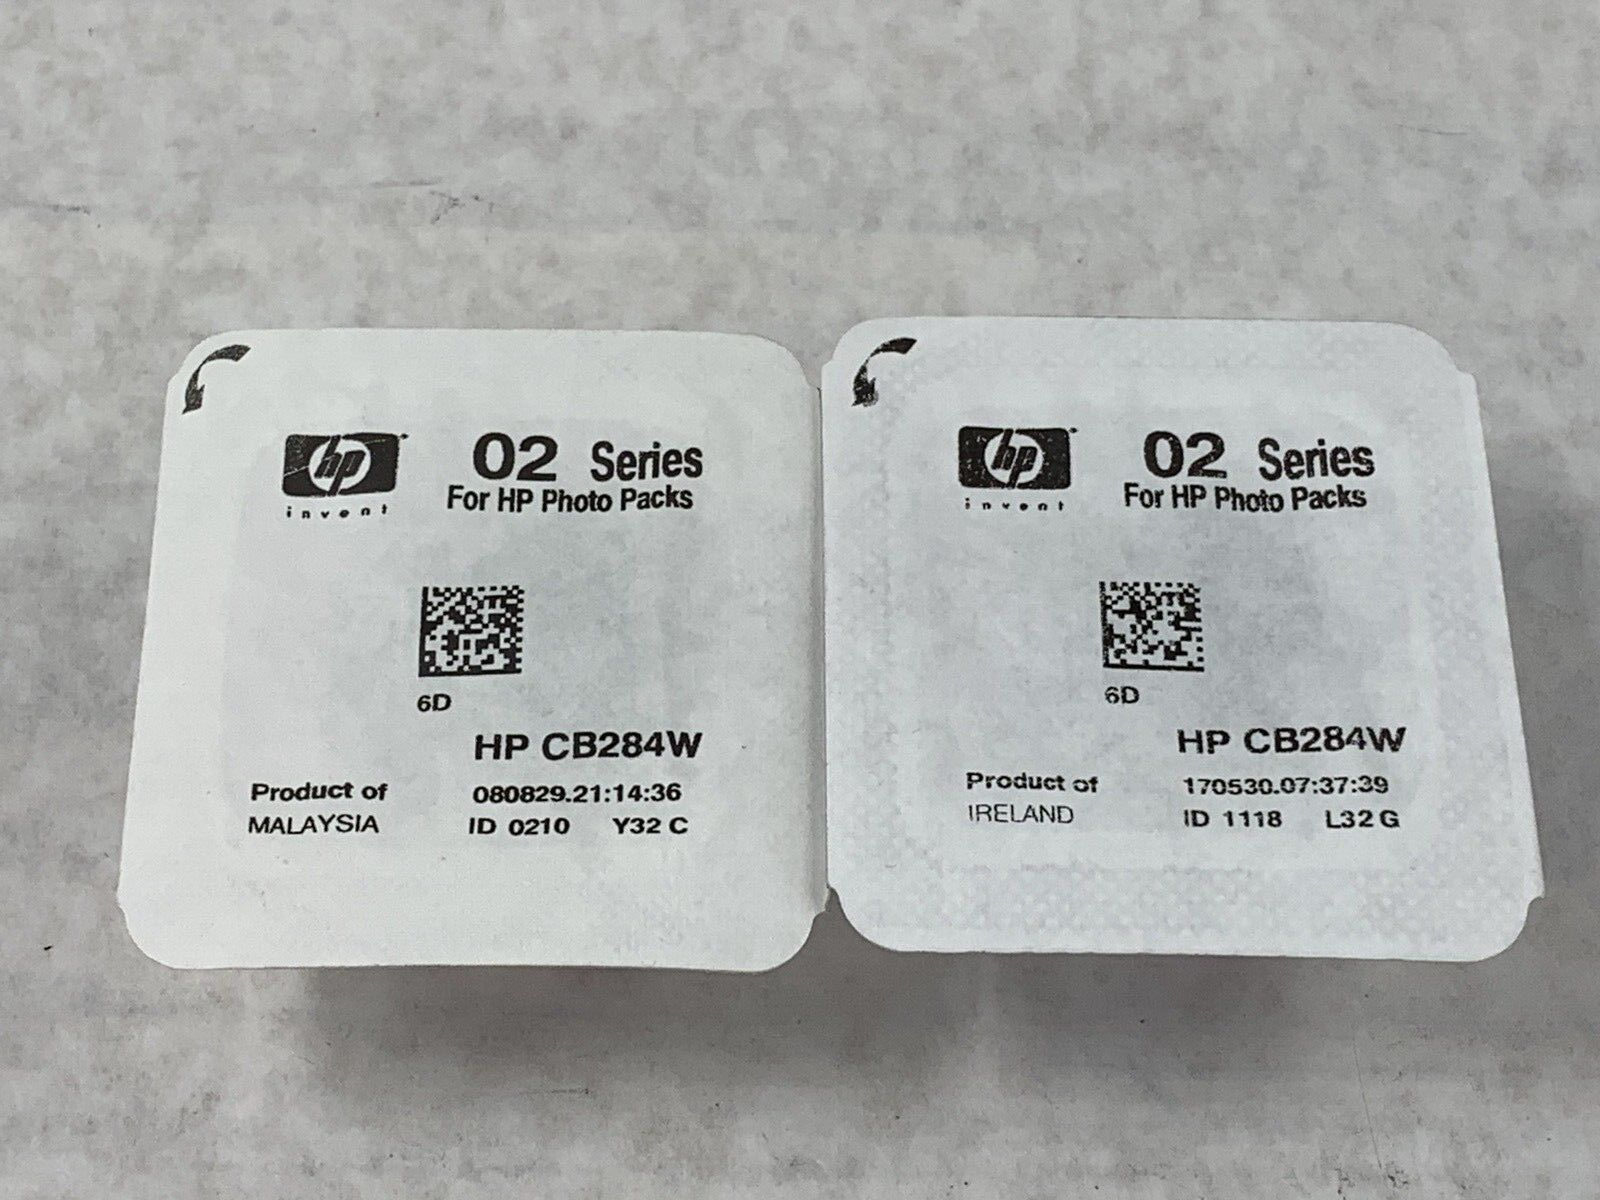 hp 02 Series
invent For HP Photo Packs
6D
HP CB284W
Product of 080829.21:14:36
MALAYSIA ID 0210 Y32 C
hp 02 Series
invent For HP Photo Packs
6D
HP CB284W
Product of 170530.07:37:39
IRELAND ID 1118 L32 G